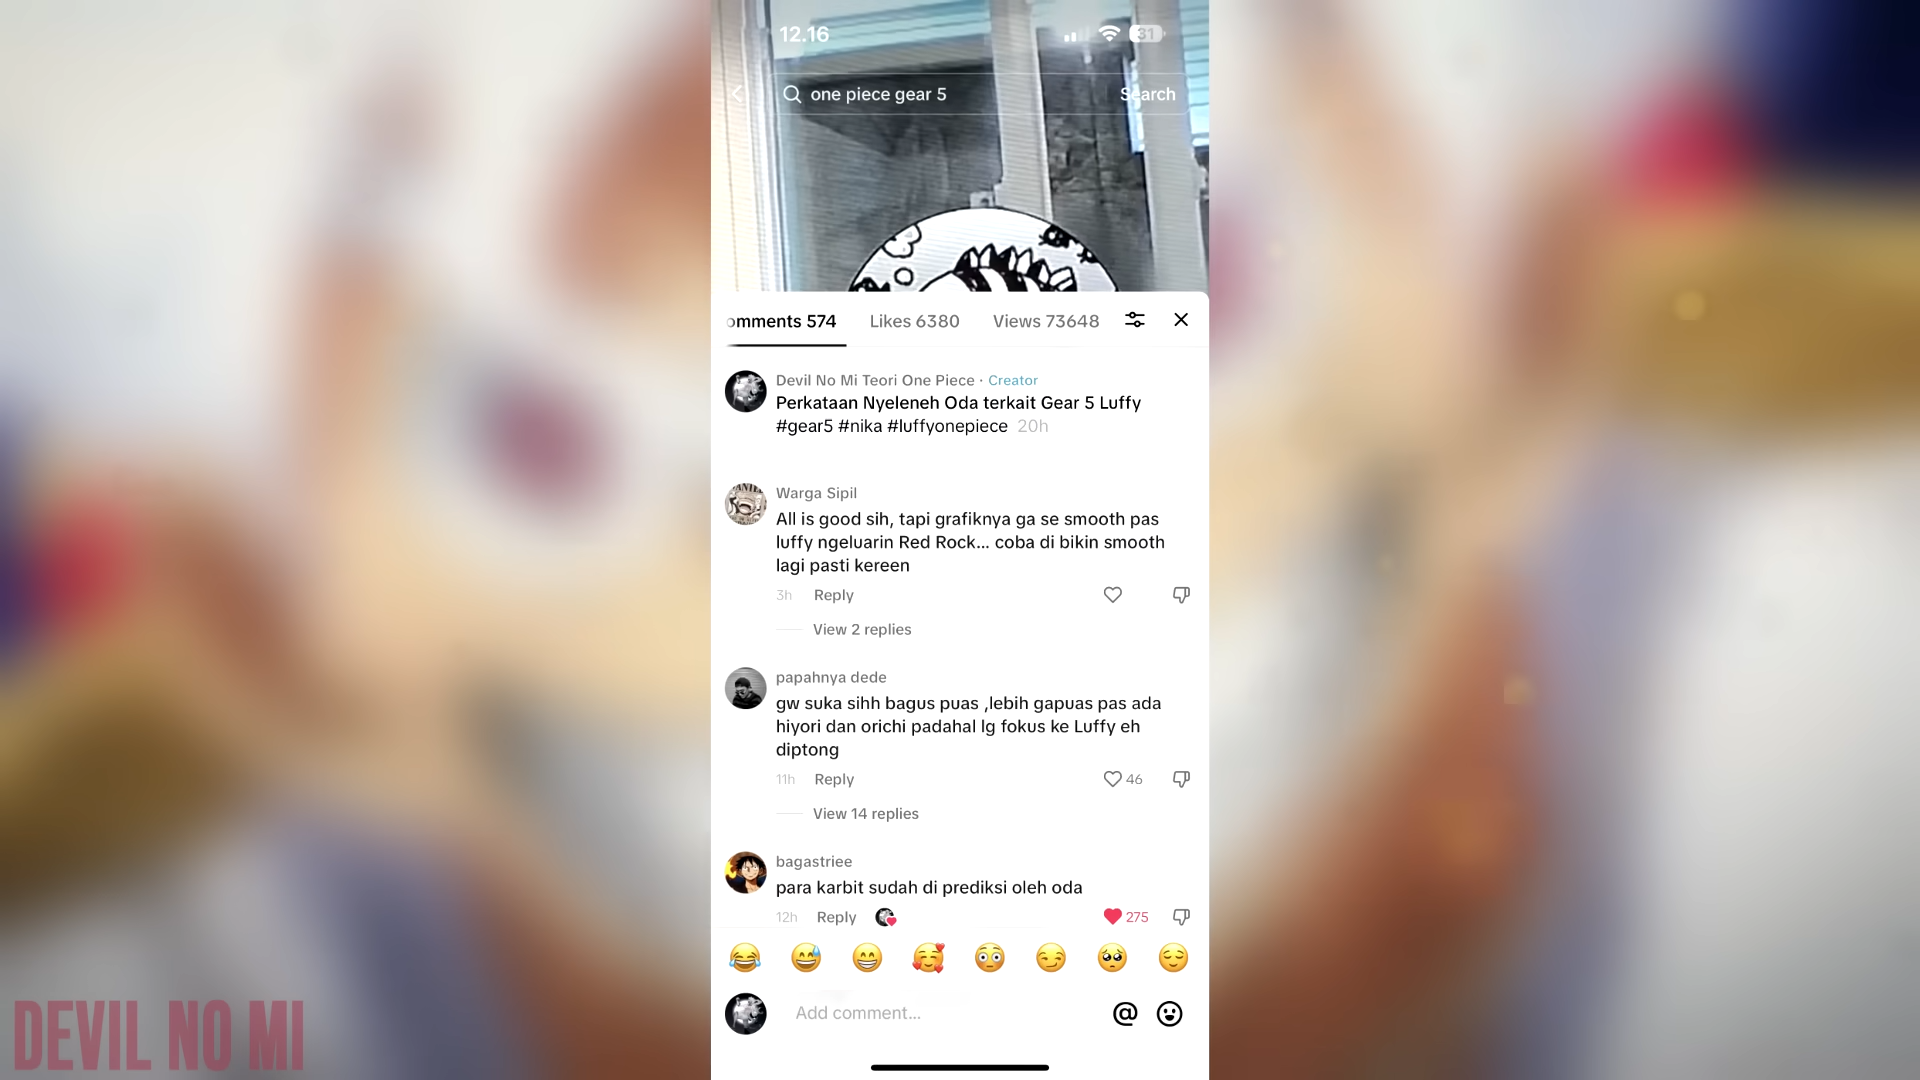 12.16
31
one piece gear 5
Search
omments 574
Likes 6380
Views 73648
Devil No Mi Teori One Piece · Creator
Perkataan Nyeleneh Oda terkait Gear 5 Luffy
#gear5 #nika #luffyonepiece 20h
Warga Sipil
All is good sih, tapi grafiknya ga se smooth pas
luffy ngeluarin Red Rock... coba di bikin smooth
lagi pasti kereen
3h Reply
View 2 replies
papahnya dede
gw suka sihh bagus puas ,lebih gapuas pas ada
hiyori dan orichi padahal lg fokus ke Luffy eh
diptong
11h Reply 46
View 14 replies
bagastriee
para karbit sudah di prediksi oleh oda
12h Reply 275
Add comment...
@
DEVIL NO MI